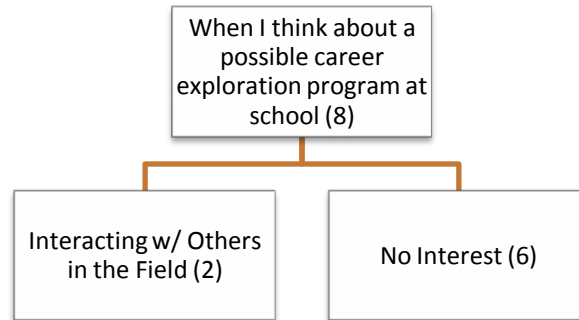 When I think about a
possible career
exploration program at
school (8)
Interacting w/ Others
in the Field (2)
No Interest (6)